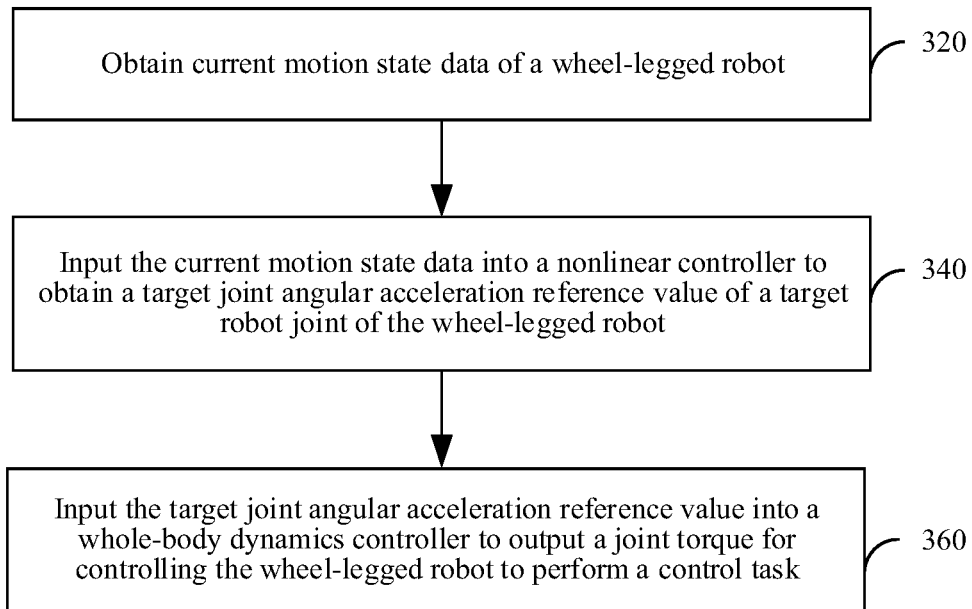 Obtain current motion state data of a wheel-legged robot
320
Input the current motion state data into a nonlinear controller to
obtain a target joint angular acceleration reference value of a target
robot joint of the wheel-legged robot
340
Input the target joint angular acceleration reference value into a
whole-body dynamics controller to output a joint torque for
controlling the wheel-legged robot to perform a control task
360